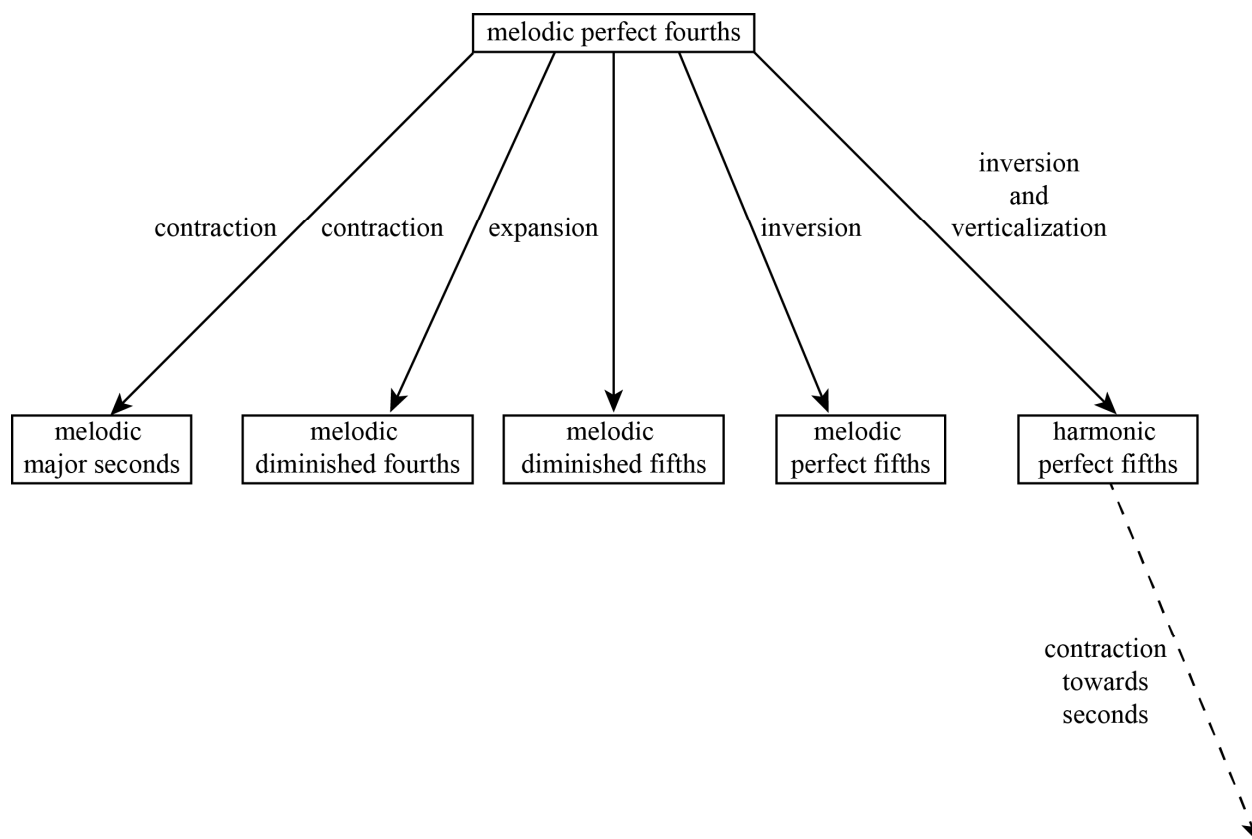 melodic perfect fourths
inversion
and
verticalization
contraction
contraction
expansion
inversion
melodic
major seconds
melodic
diminished fourths
melodic
diminished fifths
melodic
perfect fifths
harmonic
perfect fifths
contraction
towards
seconds